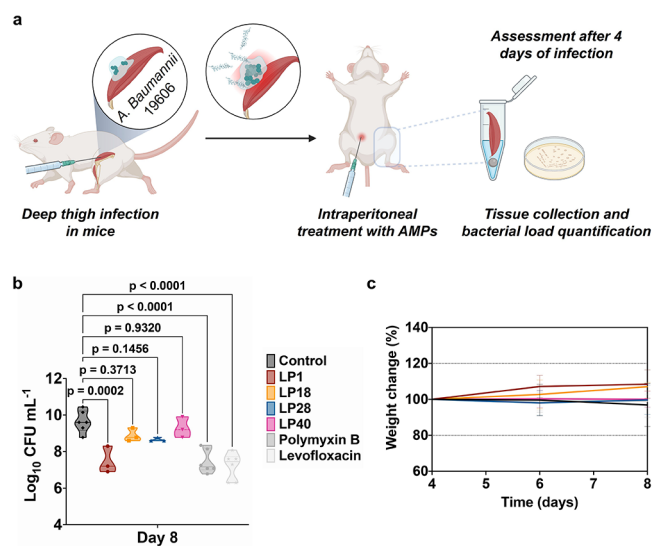 a
Assessment after 4
days of infection
A. Baumannii
19606
Deep thigh infection
in mice
Intraperitoneal
treatment with AMPs
Tissue collection and
bacterial load quantification
b
p < 0.0001
p < 0.0001
p = 0.9320
p = 0.1456
p = 0.3713
p = 0.0002
Log10 CFU mL-1
12
10
8
6
4
Day 8
Control
LP1
LP18
LP28
LP40
Polymyxin B
Levofloxacin
c
Weight change (%)
140
120
100
80
60
4 5 6 7 8
Time (days)